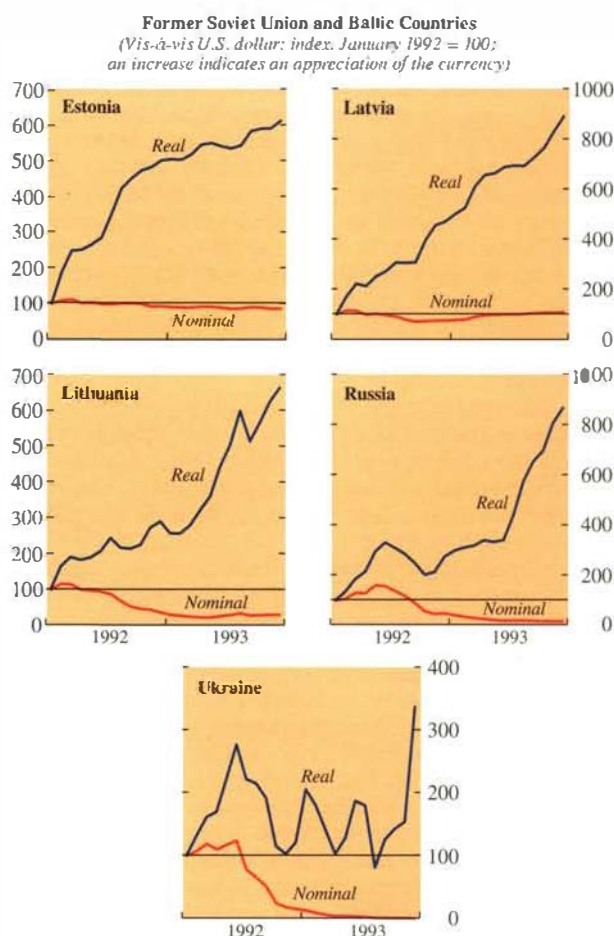 Former Soviet Union and Baltic Countries
(Vis-à-vis U.S. dollar: index, January 1992 = 100;
an increase indicates an appreciation of the currency)
700
600
500
400
300
200
100
0
Estonia
Real
Nominal
Latvia
Real
Nominal
1000
800
600
400
200
0
700
600
500
400
300
200
100
0
Lithuania
Real
Nominal
1992 1993
Russia
Real
Nominal
1000
800
600
400
200
0
1992 1993
Ukraine
Real
Nominal
400
300
200
100
0
1992 1993